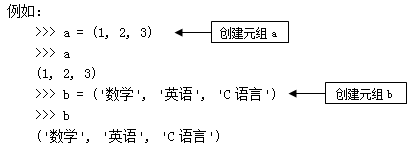 例如:
>>> a = (1, 2, 3) 创建元组 a
>>> a
(1, 2, 3)
>>> b = ('数学', '英语', 'C 语言') 创建元组 b
>>> b
('数学', '英语', 'C 语言')